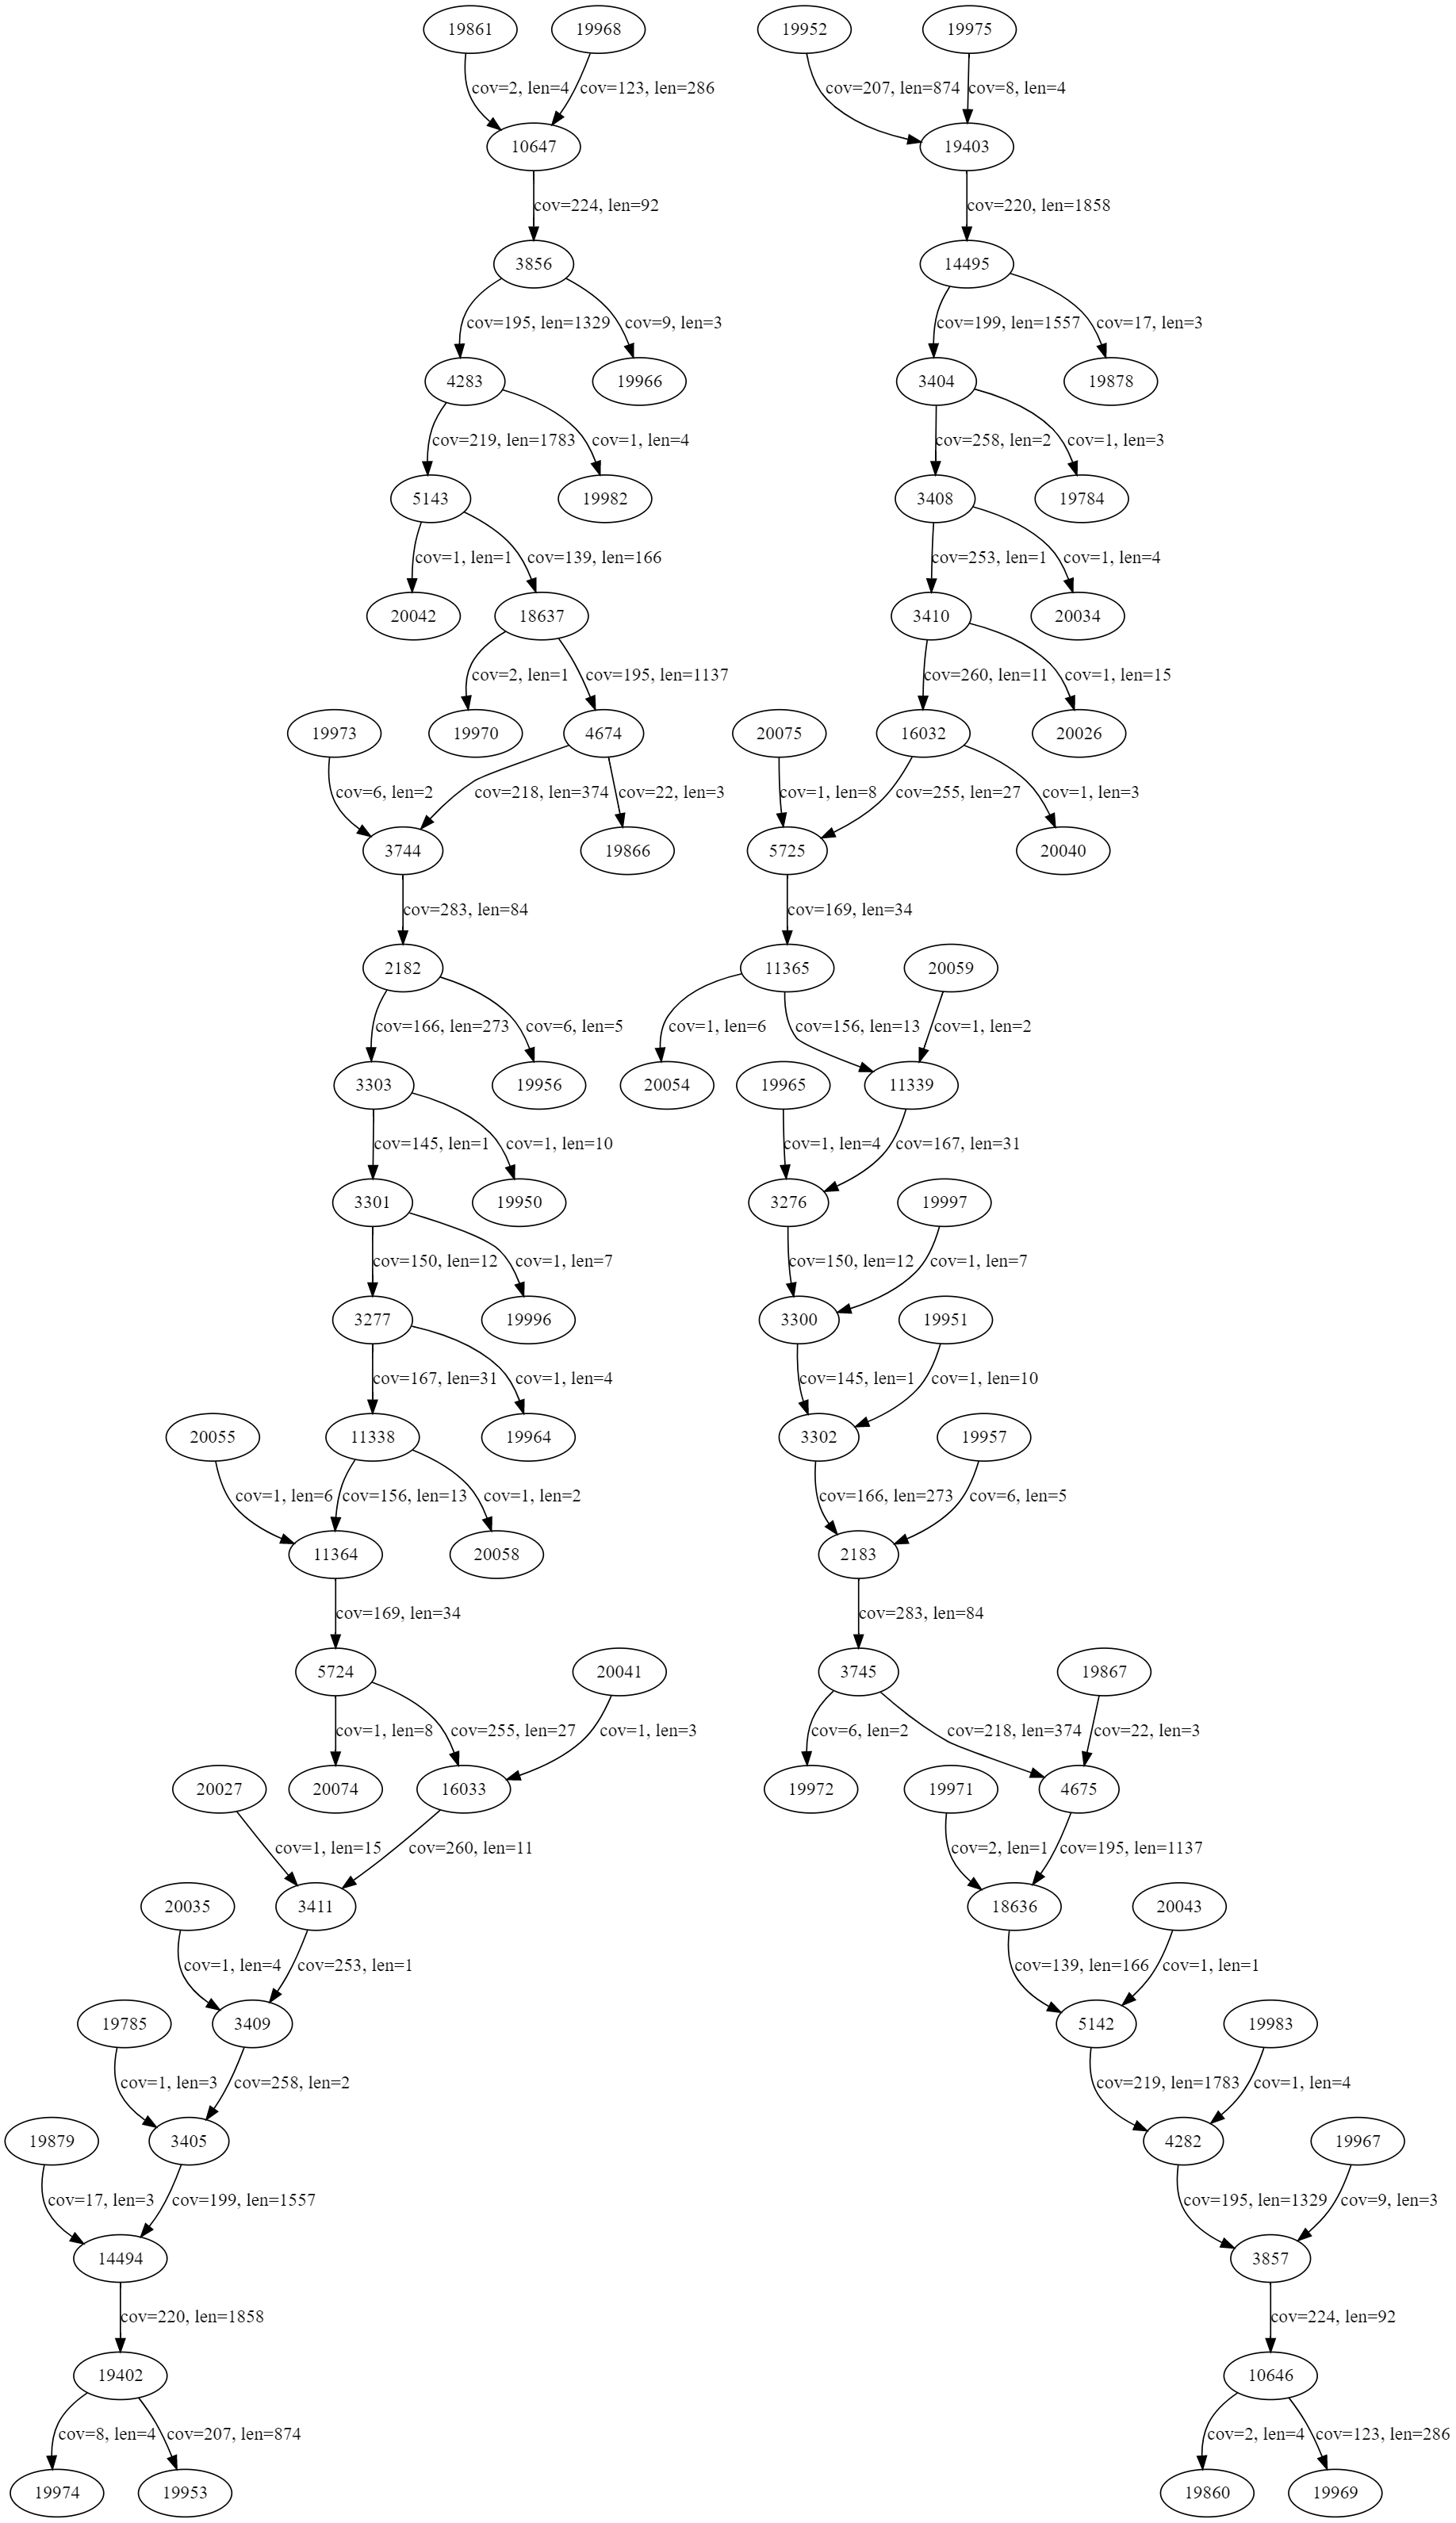 19861 19968 19952 19975
cov=2, len=4 cov=123, len=286 cov=207, len=874 cov=8, len=4
10647 19403
cov=224, len=92 cov=220, len=1858
3856 14495
cov=195, len=1329 cov=9, len=3 cov=199, len=1557 cov=17, len=3
4283 19966 3404 19878
cov=219, len=1783 cov=1, len=4 cov=258, len=2 cov=1, len=3
5143 19982 3408 19784
cov=1, len=1 cov=139, len=166 cov=253, len=1 cov=1, len=4
20042 18637 3410 20034
cov=2, len=1 cov=195, len=1137 cov=260, len=11 cov=1, len=15
19973 19970 4674 20075 16032 20026
cov=6, len=2 cov=218, len=374 cov=22, len=3 cov=1, len=8 cov=255, len=27 cov=1, len=3
3744 19866 5725 20040
cov=283, len=84 cov=169, len=34
2182 11365 20059
cov=166, len=273 cov=6, len=5 cov=1, len=6 cov=156, len=13 cov=1, len=2
3303 19956 20054 19965 11339
cov=145, len=1 cov=1, len=10 cov=1, len=4 cov=167, len=31
3301 19950 3276 19997
cov=150, len=12 cov=1, len=7 cov=150, len=12 cov=1, len=7
3277 19996 3300 19951
cov=167, len=31 cov=1, len=4 cov=145, len=1 cov=1, len=10
20055 11338 19964 3302 19957
cov=1, len=6 cov=156, len=13 cov=1, len=2 cov=166, len=273 cov=6, len=5
11364 20058 2183
cov=169, len=34 cov=283, len=84
5724 20041 3745 19867
cov=1, len=8 cov=255, len=27 cov=1, len=3 cov=6, len=2 cov=218, len=374 cov=22, len=3
20027 20074 16033 19972 19971 4675
cov=1, len=15 cov=260, len=11 cov=2, len=1 cov=195, len=1137
20035 3411 18636 20043
cov=1, len=4 cov=253, len=1 cov=139, len=166 cov=1, len=1
19785 3409 5142 19983
cov=1, len=3 cov=258, len=2 cov=219, len=1783 cov=1, len=4
19879 3405 4282 19967
cov=17, len=3 cov=199, len=1557 cov=195, len=1329 cov=9, len=3
14494 3857
cov=220, len=1858 cov=224, len=92
19402 10646
cov=8, len=4 cov=207, len=874 cov=2, len=4 cov=123, len=286
19974 19953 19860 19969